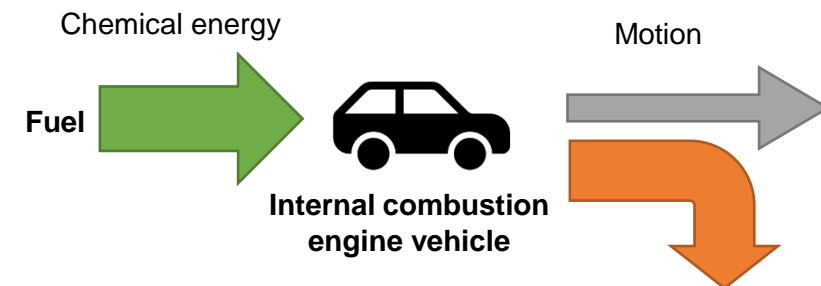 Chemical energy
Motion
Fuel
Internal combustion
engine vehicle